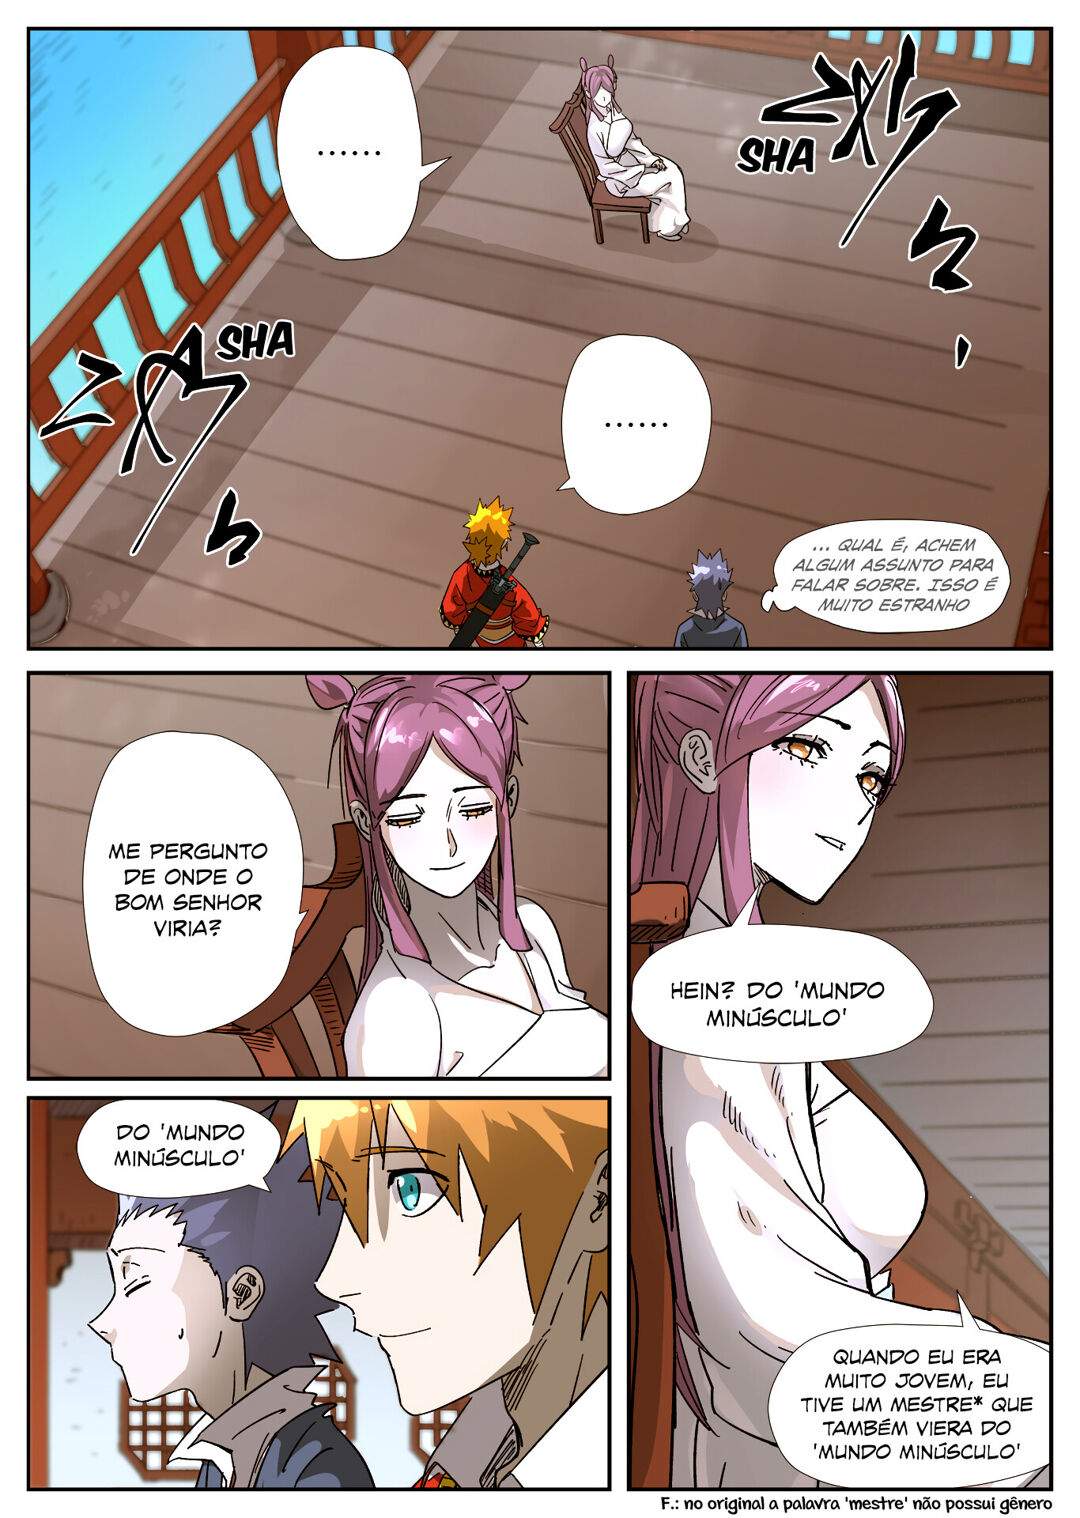 ......
SHA
SHA
......
... QUAL É, ACHEM
ALGUM ASSUNTO PARA
FALAR SOBRE. ISSO É
MUITO ESTRANHO
ME PERGUNTO
DE ONDE O
BOM SENHOR
VIRIA?
DO 'MUNDO
MINÚSCULO'
HEIN? DO 'MUNDO
MINÚSCULO'
QUANDO EU ERA
MUITO JOVEM, EU
TIVE UM MESTRE* QUE
TAMBÉM VIERA DO
'MUNDO MINÚSCULO'
F.: no original a palavra 'mestre' não possui gênero